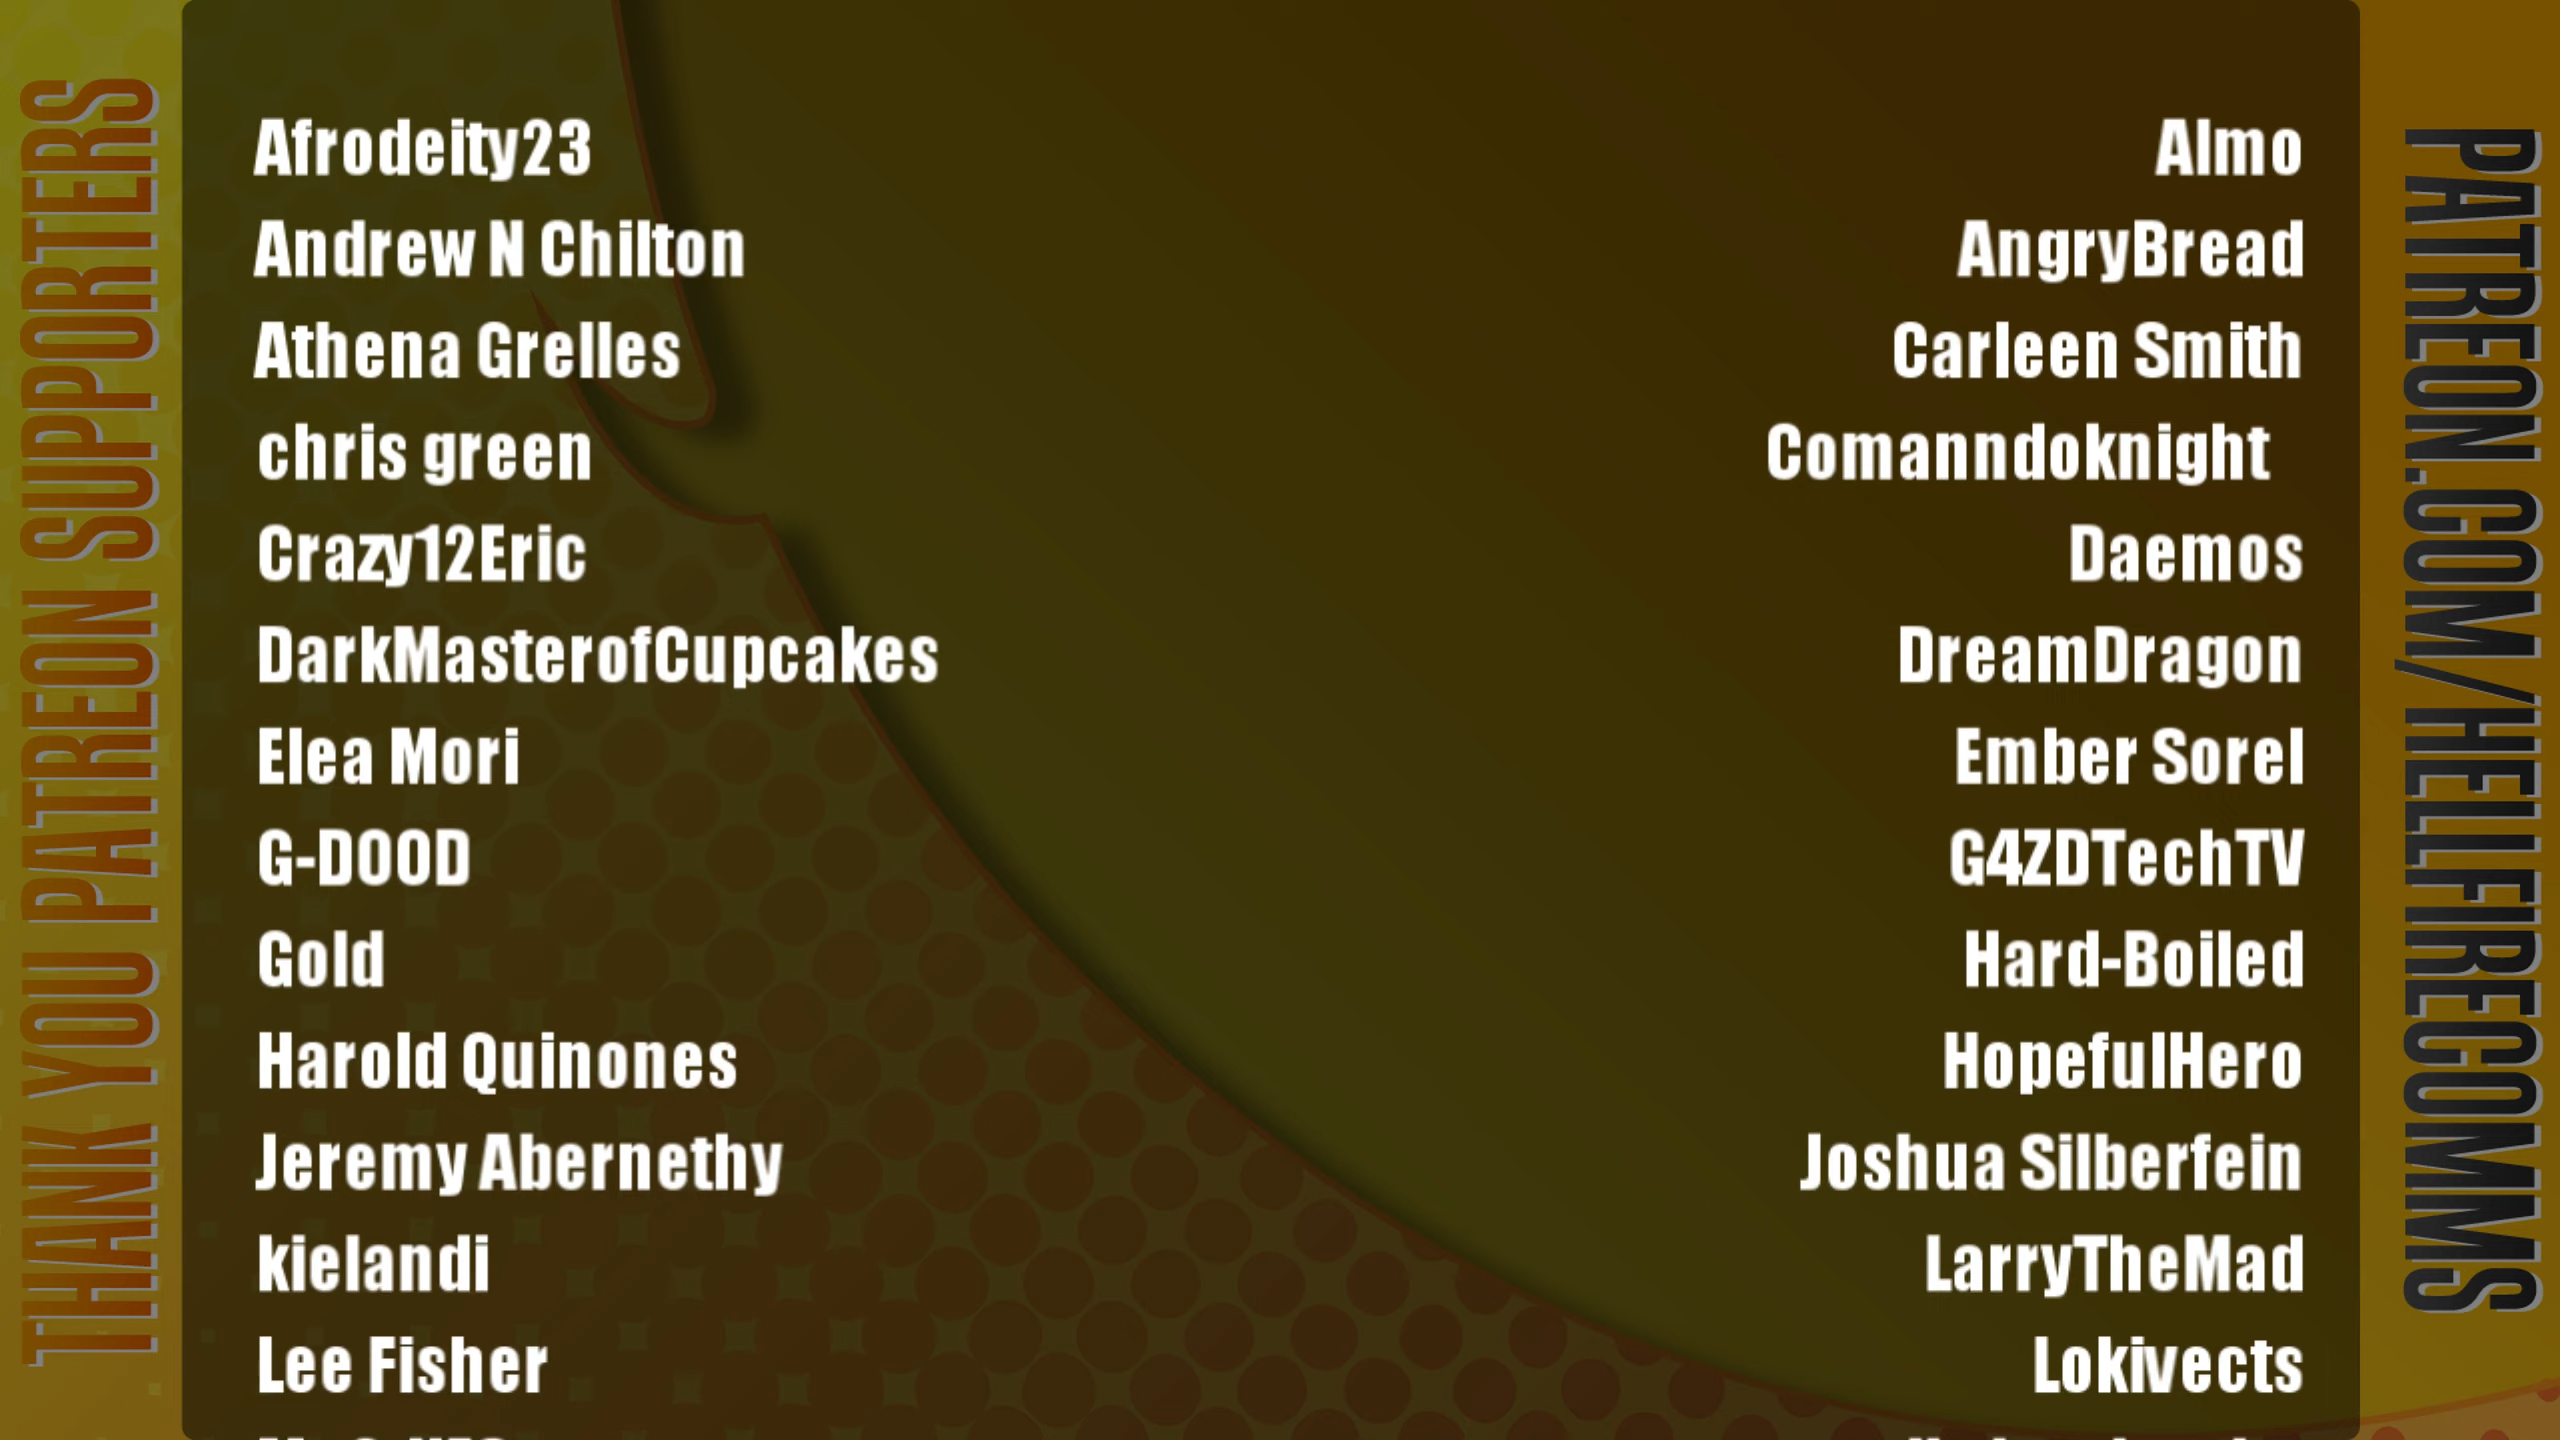 THANK YOU PATREON SUPPORTERS
Afrodeity23
Almo
Andrew N Chilton
AngryBread
Athena Grelles
Carleen Smith
chris green
Comanndoknight
Crazy12Eric
Daemos
DarkMasterofCupcakes
DreamDragon
Elea Mori
Ember Sorel
G-DOOD
G4ZDTechTV
Gold
Hard-Boiled
Harold Quinones
HopefulHero
Jeremy Abernethy
Joshua Silberfein
kielandi
LarryTheMad
Lee Fisher
Lokivects
PATREON.COM/HELLFIRECOMMS